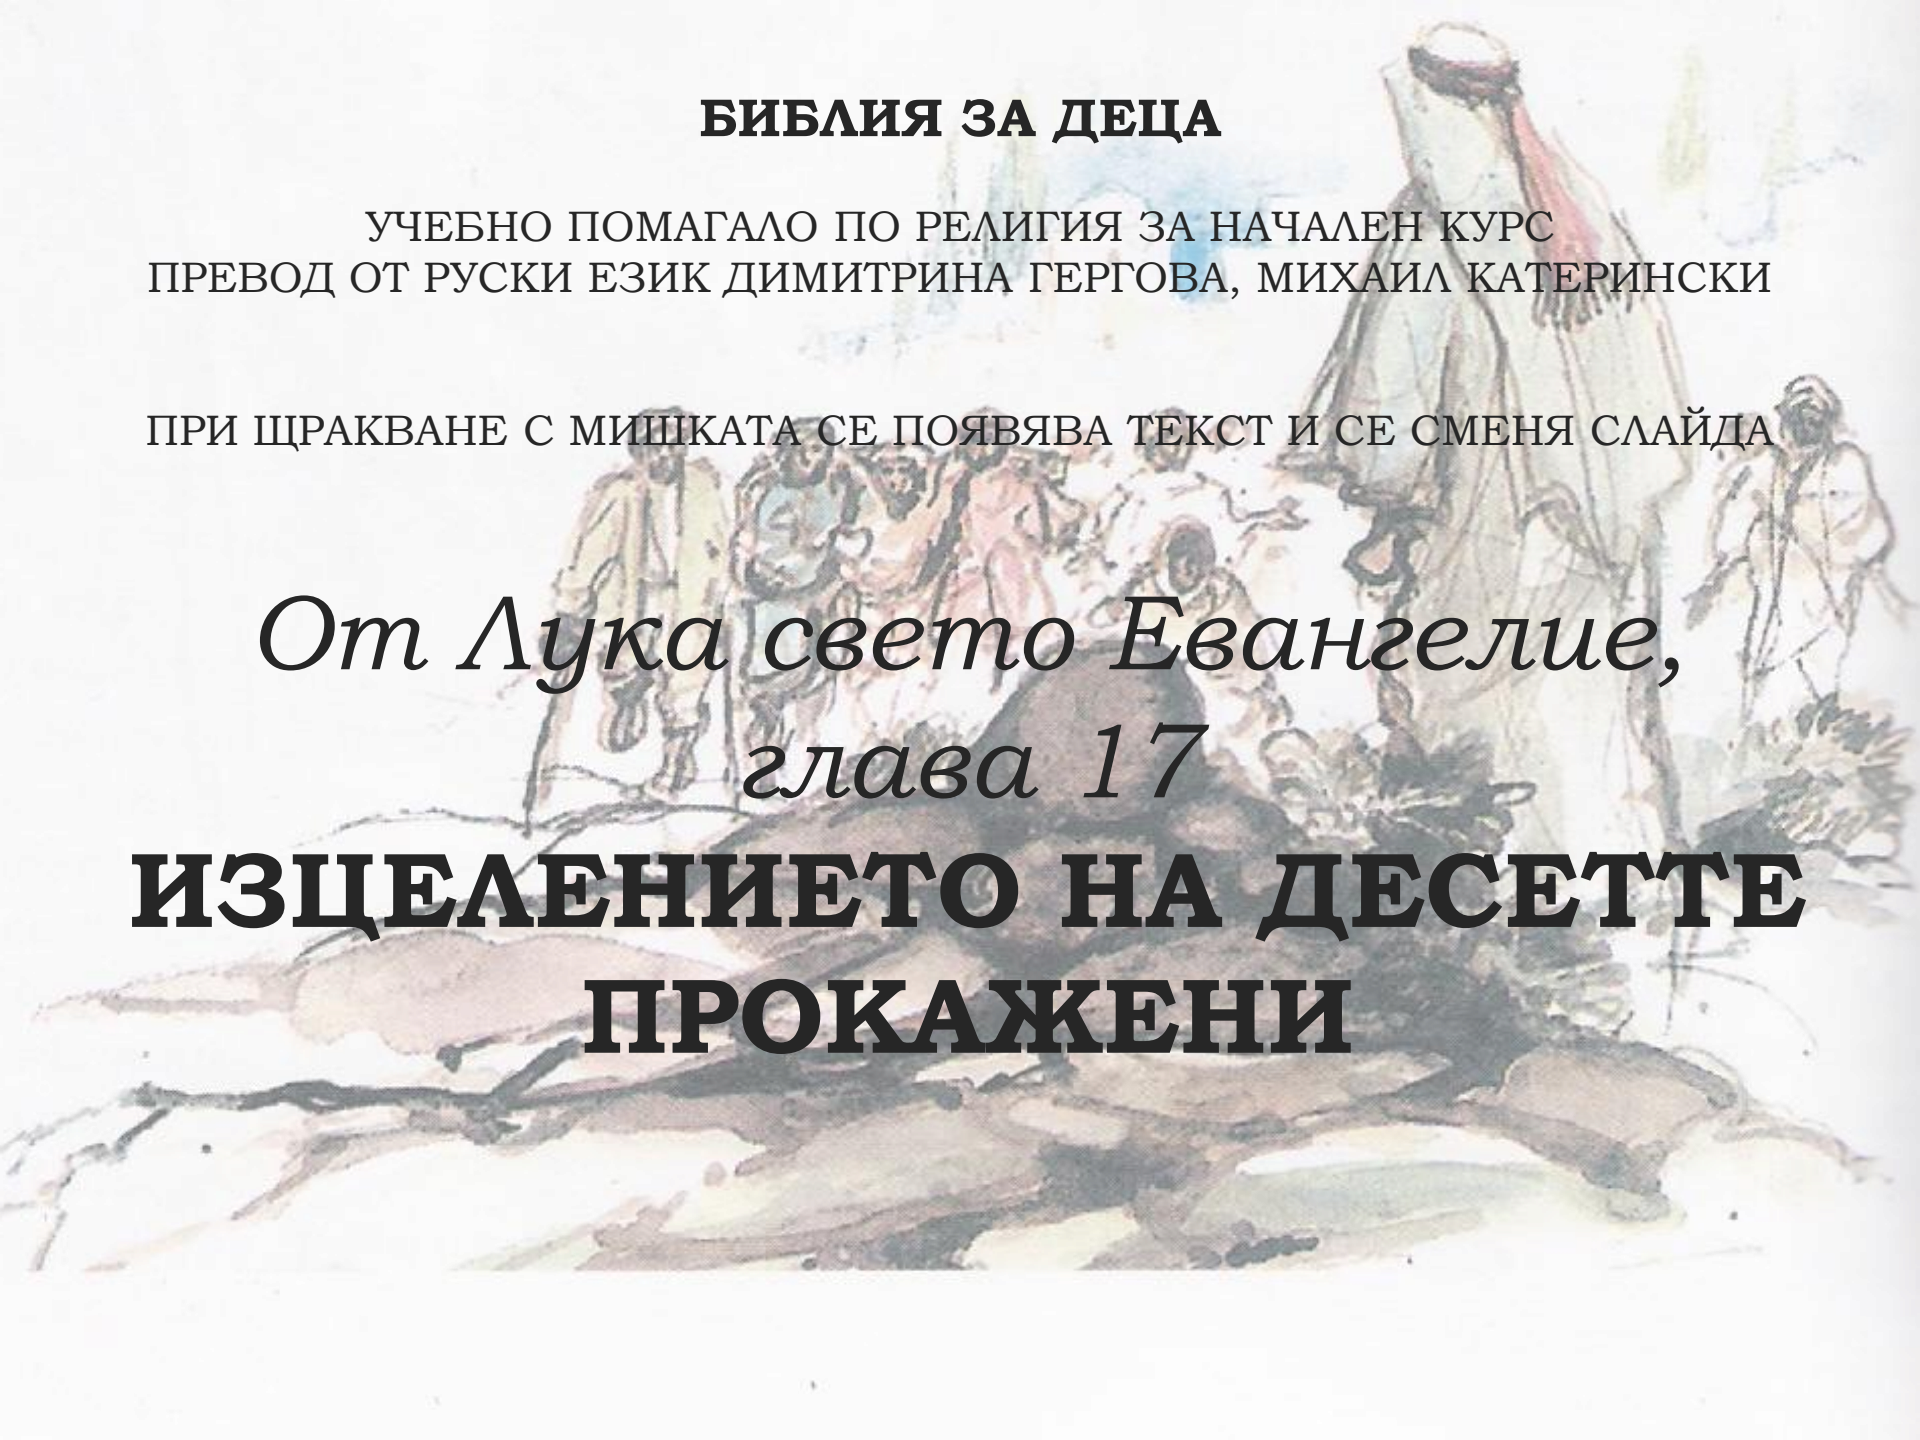 БИБЛИЯ ЗА ДЕЦА
УЧЕБНО ПОМАГАЛО ПО РЕЛИГИЯ ЗА НАЧАЛЕН КУРС
ПРЕВОД ОТ РУСКИ ЕЗИК ДИМИТРИНА ГЕРГОВА, МИХАИЛ КАТЕРИНСКИ
ПРИ ЩРАКВАНЕ С МИШКАТА СЕ ПОЯВЯВА ТЕКСТ И СЕ СМЕНЯ СЛАЙДА
От Лука свето Евангелие,
глава 17
ИЗЦЕЛЕНИЕТО НА ДЕСЕТТЕ
ПРОКАЖЕНИ